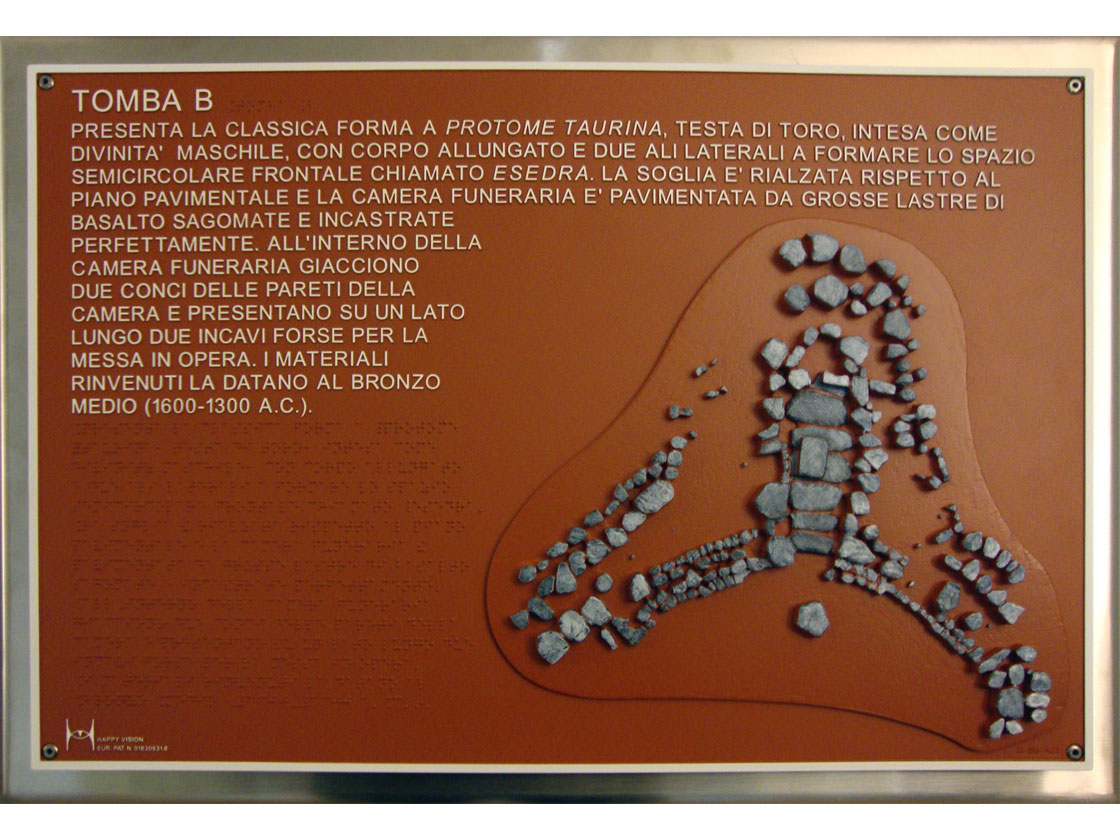 TOMBA B
PRESENTA LA CLASSICA FORMA A PROTOME TAURINA, TESTA DI TORO, INTESA COME
DIVINITA' MASCHILE, CON CORPO ALLUNGATO E DUE ALI LATERALI A FORMARE LO SPAZIO
SEMICIRCOLARE FRONTALE CHIAMATO ESEDRA. LA SOGLIA E' RIALZATA RISPETTO AL
PIANO PAVIMENTALE E LA CAMERA FUNERARIA E' PAVIMENTATA DA GROSSE LASTRE DI
BASALTO SAGOMATE E INCASTRATE
PERFETTAMENTE. ALL'INTERNO DELLA
CAMERA FUNERARIA GIACCIONO
DUE CONCI DELLE PARETI DELLA
CAMERA E PRESENTANO SU UN LATO
LUNGO DUE INCAVI FORSE PER LA
MESSA IN OPERA. I MATERIALI
RINVENUTI LA DATANO AL BRONZO
MEDIO (1600-1300 A.C.).
HAPPY VISION
EUR. PAT. N.